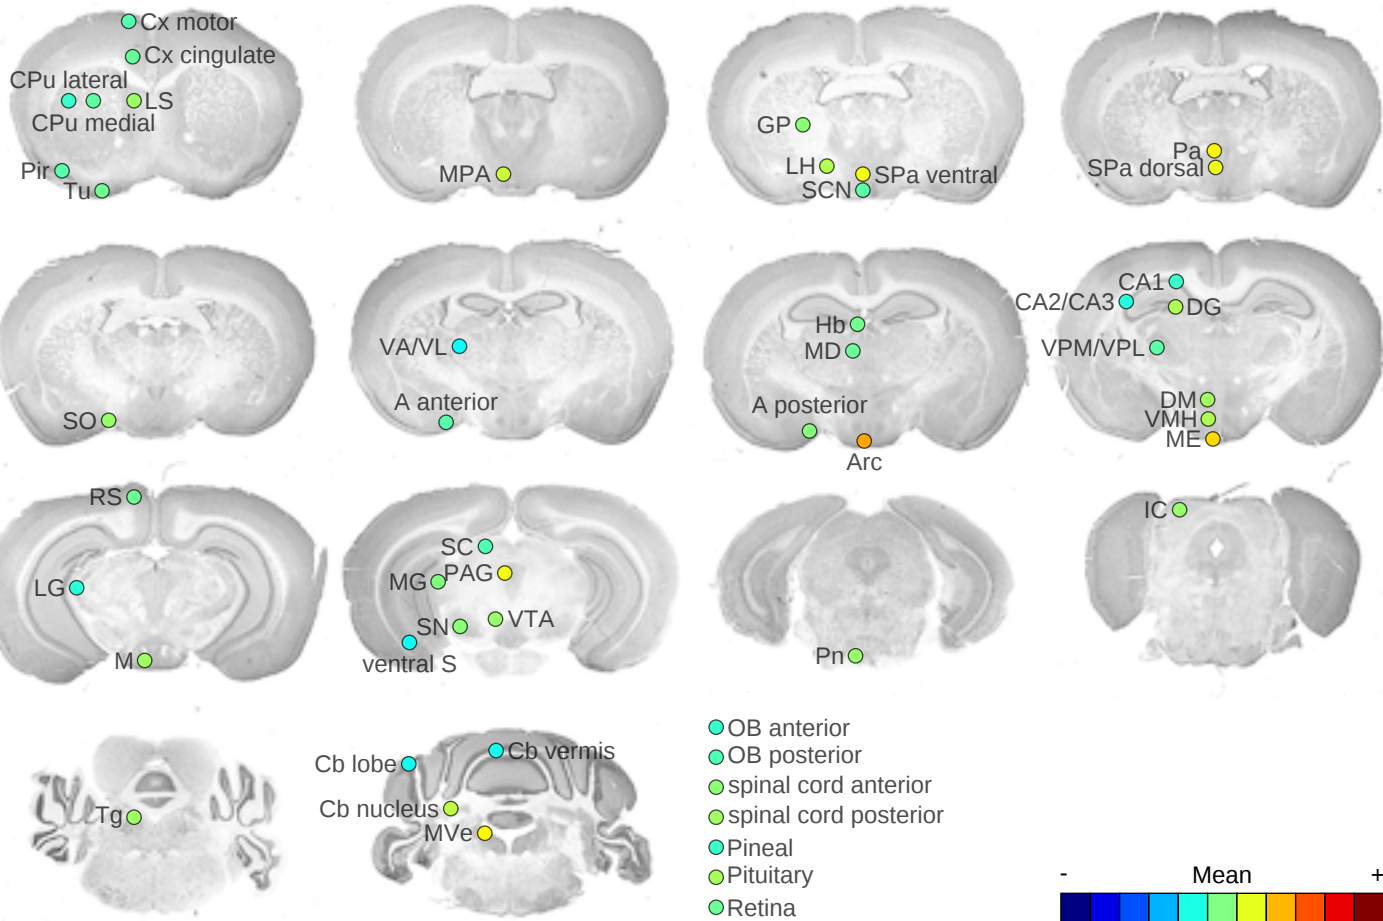 Cx motor
Cx cingulate
CPu lateral
LS
CPu medial
Pir
Tu
MPA
GP
LH
SPa ventral
SCN
Pa
SPa dorsal
SO
VA/VL
A anterior
Hb
MD
A posterior
Arc
CA1
CA2/CA3
DG
VPM/VPL
DM
VMH
ME
RS
LG
M
SC
MG
PAG
SN
VTA
ventral S
Pn
IC
Tg
Cb lobe
Cb vermis
Cb nucleus
MVe
OB anterior
OB posterior
spinal cord anterior
spinal cord posterior
Pineal
Pituitary
Retina
- Mean +